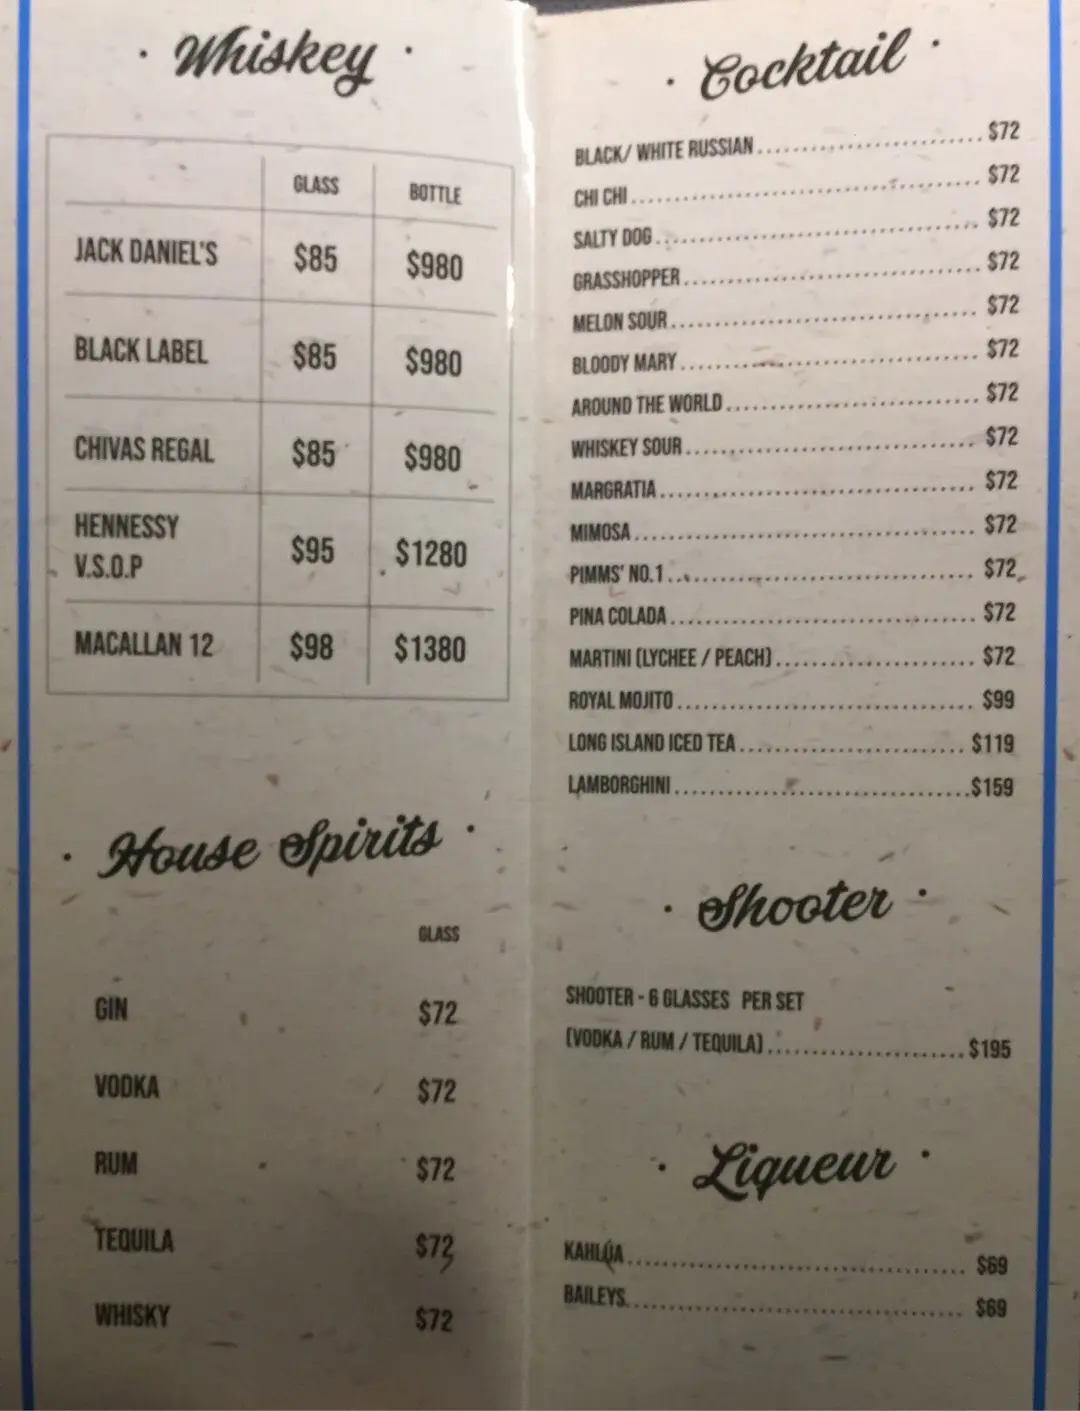 · Whiskey ·
GLASS BOTTLE
JACK DANIEL'S $85 $980
BLACK LABEL $85 $980
CHIVAS REGAL $85 $980
HENNESSY
V.S.O.P $95 $1280
MACALLAN 12 $98 $1380
· House Spirits ·
GLASS
GIN $72
VODKA $72
RUM $72
TEQUILA $72
WHISKY $72
· Cocktail ·
BLACK/ WHITE RUSSIAN $72
CHI CHI $72
SALTY DOG $72
GRASSHOPPER $72
MELON SOUR $72
BLOODY MARY $72
AROUND THE WORLD $72
WHISKEY SOUR $72
MARGRATIA $72
MIMOSA $72
PIMMS' NO.1 $72
PINA COLADA $72
MARTINI (LYCHEE / PEACH) $72
ROYAL MOJITO $99
LONG ISLAND ICED TEA $119
LAMBORGHINI $159
· Shooter ·
SHOOTER - 6 GLASSES PER SET
(VODKA / RUM / TEQUILA) $195
· Liqueur ·
KAHLÚA $69
BAILEYS $69